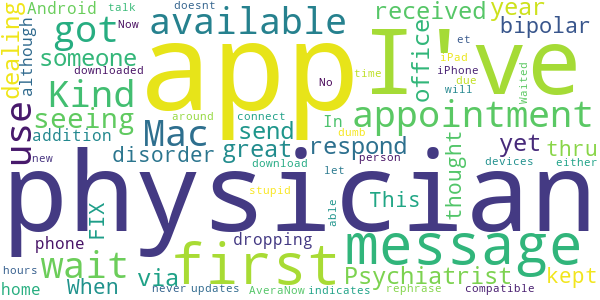 Android doesnt talk
Now
received year
dealing although got
available
app
I've
office bipolar
et
someone
downloaded
No
iPad iPhone
time due will
Waited
Kind
seeing
use
Mac
In
appointment
around connect
send
addition
new
disorder great respond
download dumb
person
thought yet thru
devices either
physician
stupid let
able
This
FIX
phone
dropping
message
wait via first
Psychiatrist kept
home When
hours
never updates
AveraNow indicates
rephrase compatible